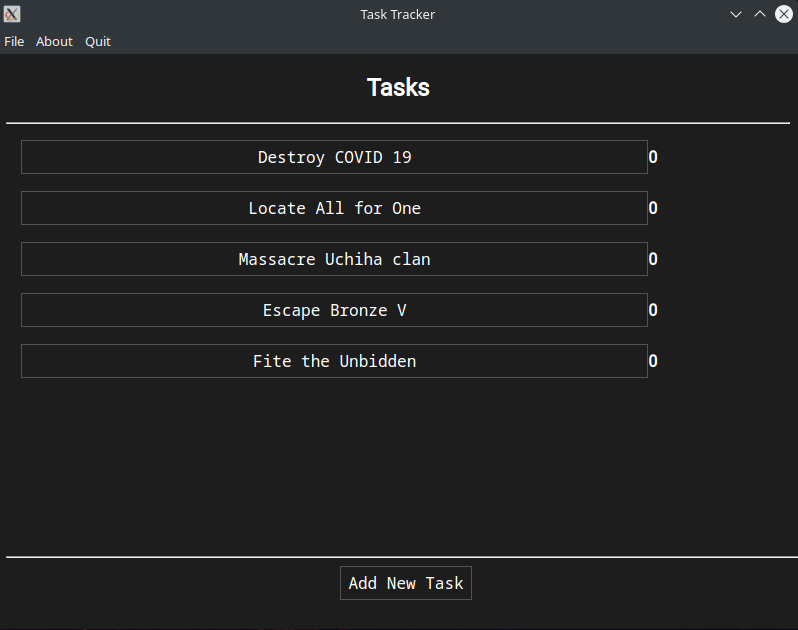 Task Tracker
File About Quit
Tasks
Destroy COVID 19 0
Locate All for One 0
Massacre Uchiha clan 0
Escape Bronze V 0
Fite the Unbidden 0
Add New Task